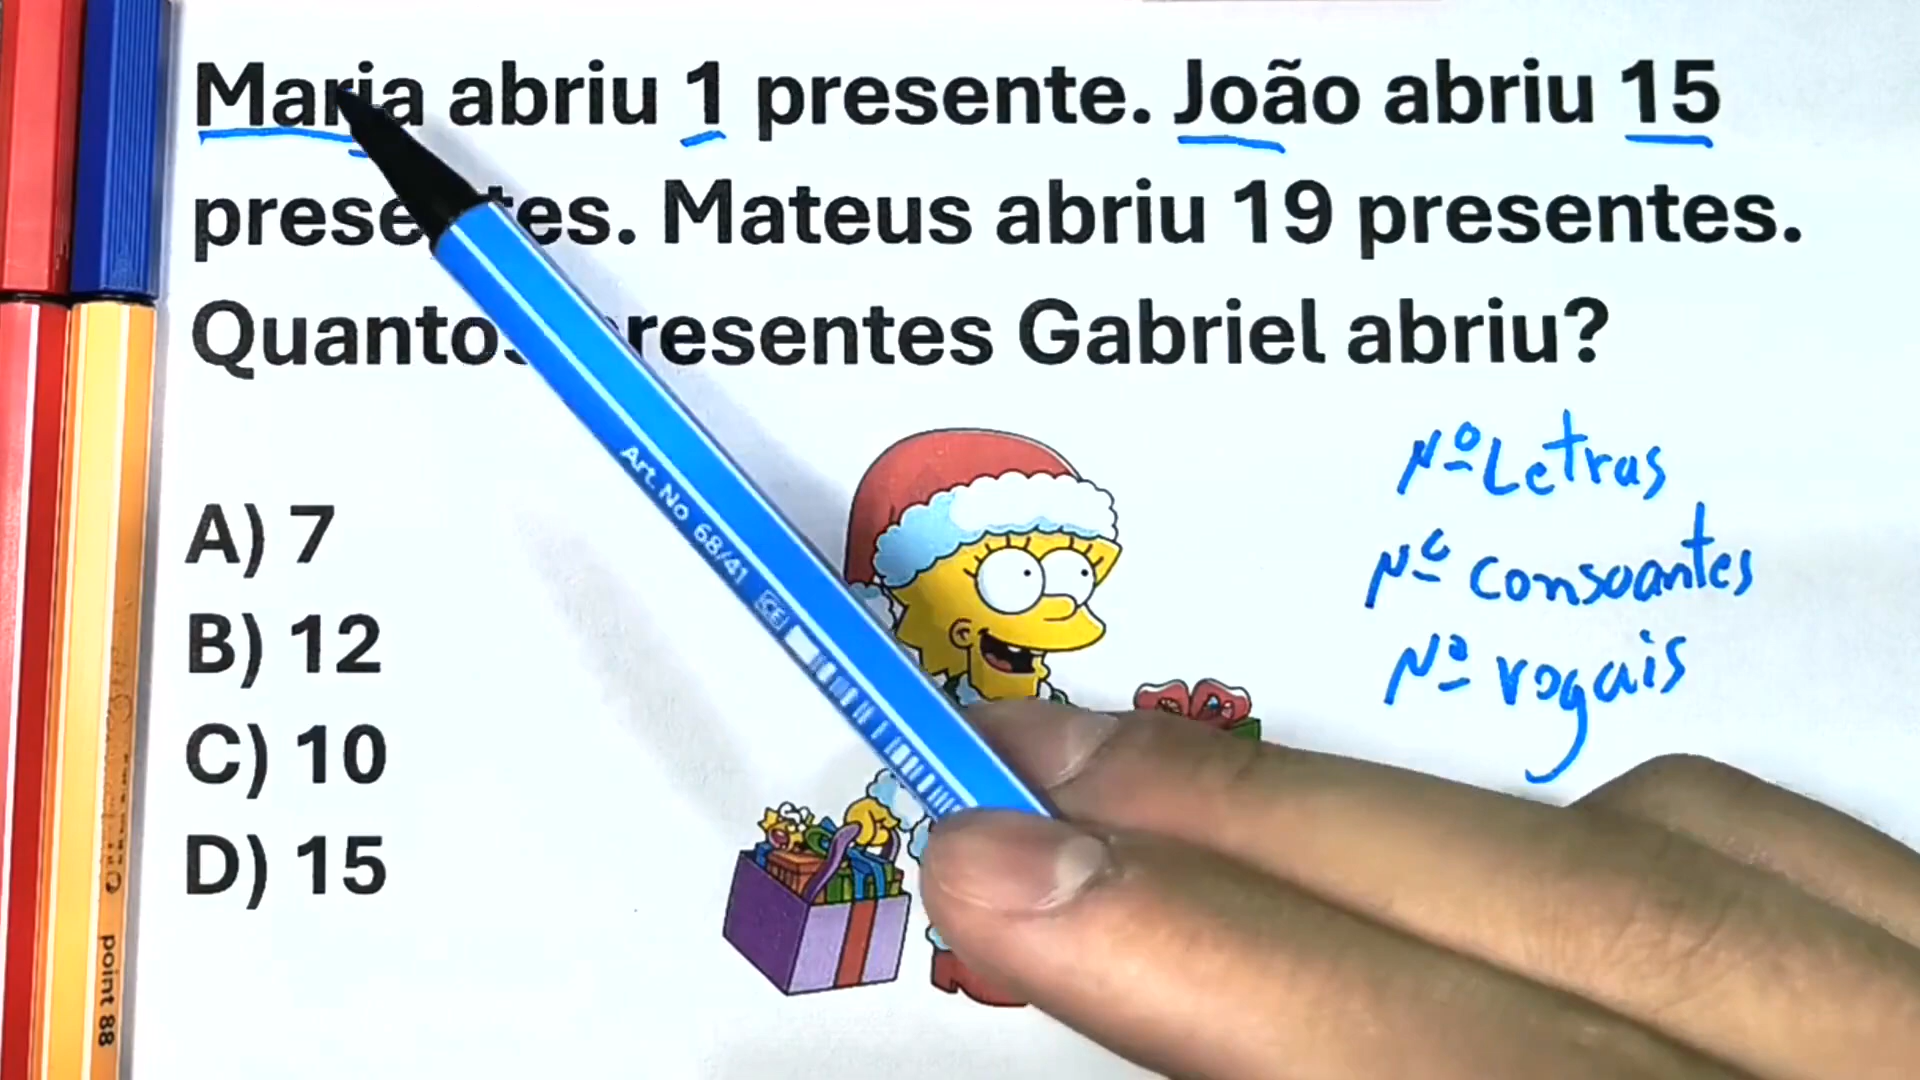 Maria abriu 1 presente. João abriu 15
presentes. Mateus abriu 19 presentes.
Quantos presentes Gabriel abriu?
Nº Letras
Nº consoantes
Nº vogais
A) 7
B) 12
C) 10
D) 15
Art. No 68/41 CE
point 88